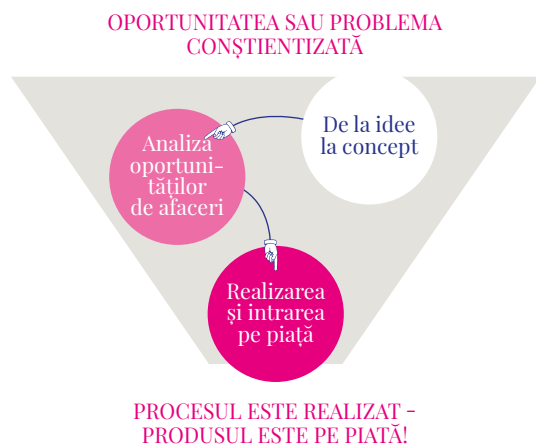 OPORTUNITATEA SAU PROBLEMA
CONȘTIENTIZATĂ
De la idee
la concept
Analiza
oportuni-
tăților
de afaceri
Realizarea
și intrarea
pe piață
PROCESUL ESTE REALIZAT -
PRODUSUL ESTE PE PIATĂ!